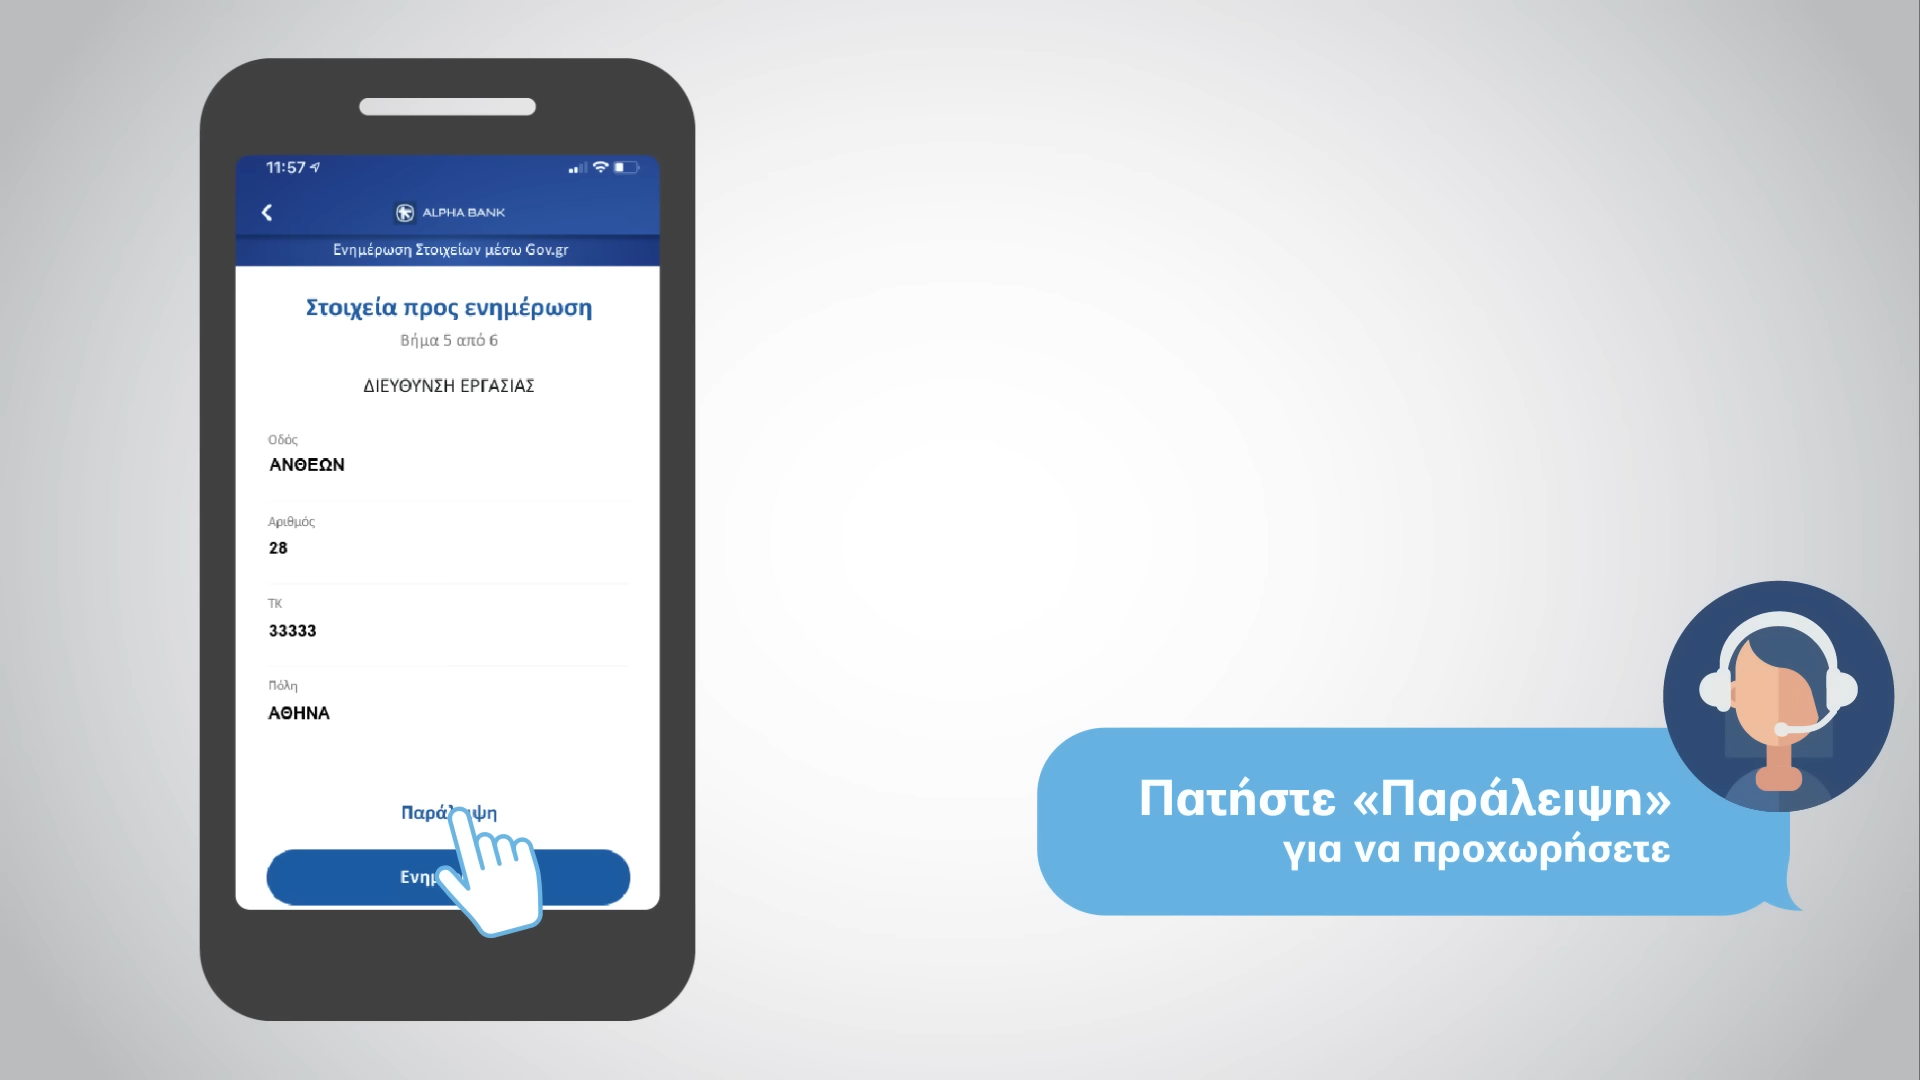 11:57
ALPHA BANK
Ενημέρωση Στοιχείων μέσω Gov.gr
Στοιχεία προς ενημέρωση
Βήμα 5 από 6
ΔΙΕΥΘΥΝΣΗ ΕΡΓΑΣΙΑΣ
Οδός
ΑΝΘΕΩΝ
Αριθμός
28
ΤΚ
33333
Πόλη
ΑΘΗΝΑ
Πατήστε «Παράλειψη»
για να προχωρήσετε